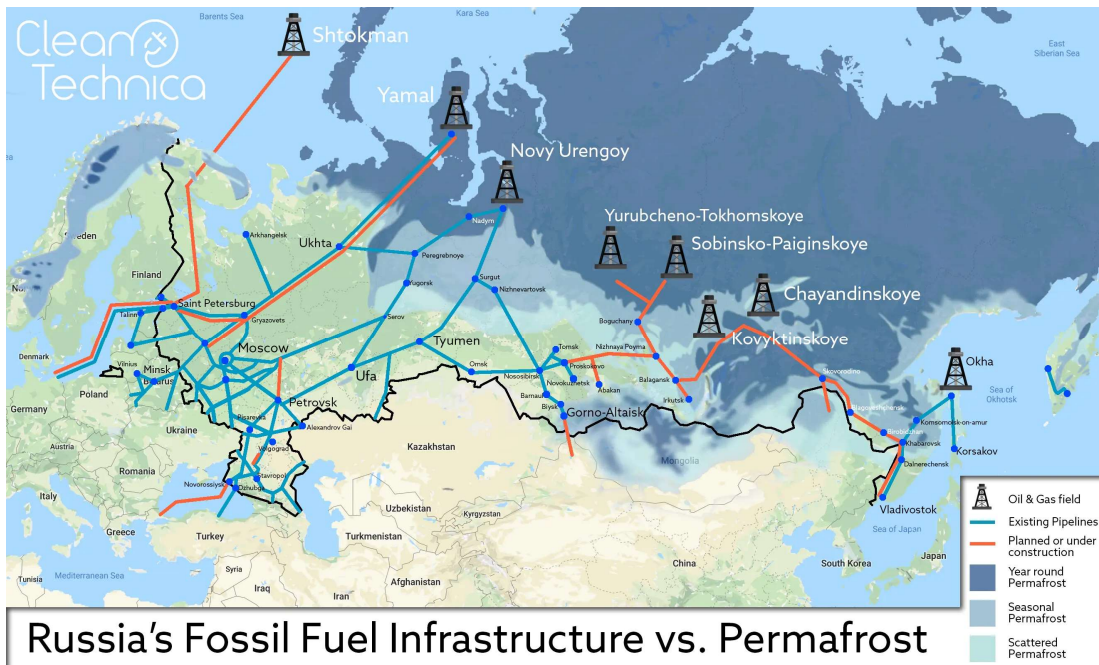 Clean
Technica
Barents Sea
Kara Sea
East
Siberian Sea
Shtokman
Yamal
Novy Urengoy
Yurubcheno-Tokhomskoye
Sobinsko-Paiginskoye
Chayandinskoye
Kovyktinskoye
Okha
Nadym
Arkhangelsk
Ukhta
Peregrebnoye
Sweden
Finland
Surgut
Yugorsk
Nizhnevartovsk
Saint Petersburg
Talinn
Gryazovets
Serov
Boguchany
Tyumen
Tomsk
Nizhnaya Poyma
Denmark
Moscow
Vilnius
Minsk
Belarus
Ufa
Omsk
Nososibirsk
Proskokovo
Novokuznetsk
Abakan
Balagansk
Skovorodino
Sea of
Okhotsk
Poland
Germany
Petrovsk
Barnaul
Biysk
Irkutsk
Gorno-Altaisk
Komsomorsk-on-amur
Pisarevka
Alexandrov Gai
Birobidzhan
Khabarovsk
Korsakov
Ukraine
Volgograd
Kazakhstan
Mongolia
Dalnerechensk
Austria
Romania
Stavropol
Novorossiysk
Dzhubga
Vladivostok
Italy
Uzbekistan
Kyrgyzstan
Sea of Japan
Greece
Turkey
Turkmenistan
China
South Korea
Japan
Tunisia
Mediterranean Sea
Syria
Iraq
Iran
Afghanistan
Oil & Gas field
Existing Pipelines
Planned or under
construction
Year round
Permafrost
Seasonal
Permafrost
Scattered
Permafrost
Russia's Fossil Fuel Infrastructure vs. Permafrost